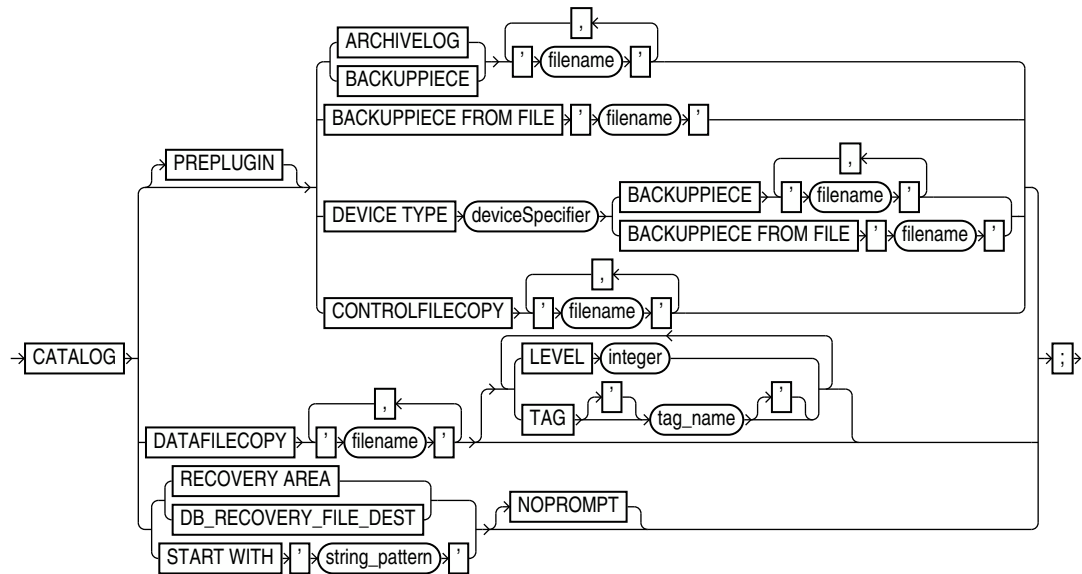 ,
ARCHIVELOG
BACKUPPIECE
' filename '
BACKUPPIECE FROM FILE ' filename '
PREPLUGIN
,
DEVICE TYPE deviceSpecifier
BACKUPPIECE ' filename '
BACKUPPIECE FROM FILE ' filename '
,
CONTROLFILECOPY ' filename '
CATALOG
LEVEL integer
;
' '
TAG tag_name
,
DATAFILECOPY ' filename '
RECOVERY AREA
DB_RECOVERY_FILE_DEST
NOPROMPT
START WITH ' string_pattern '